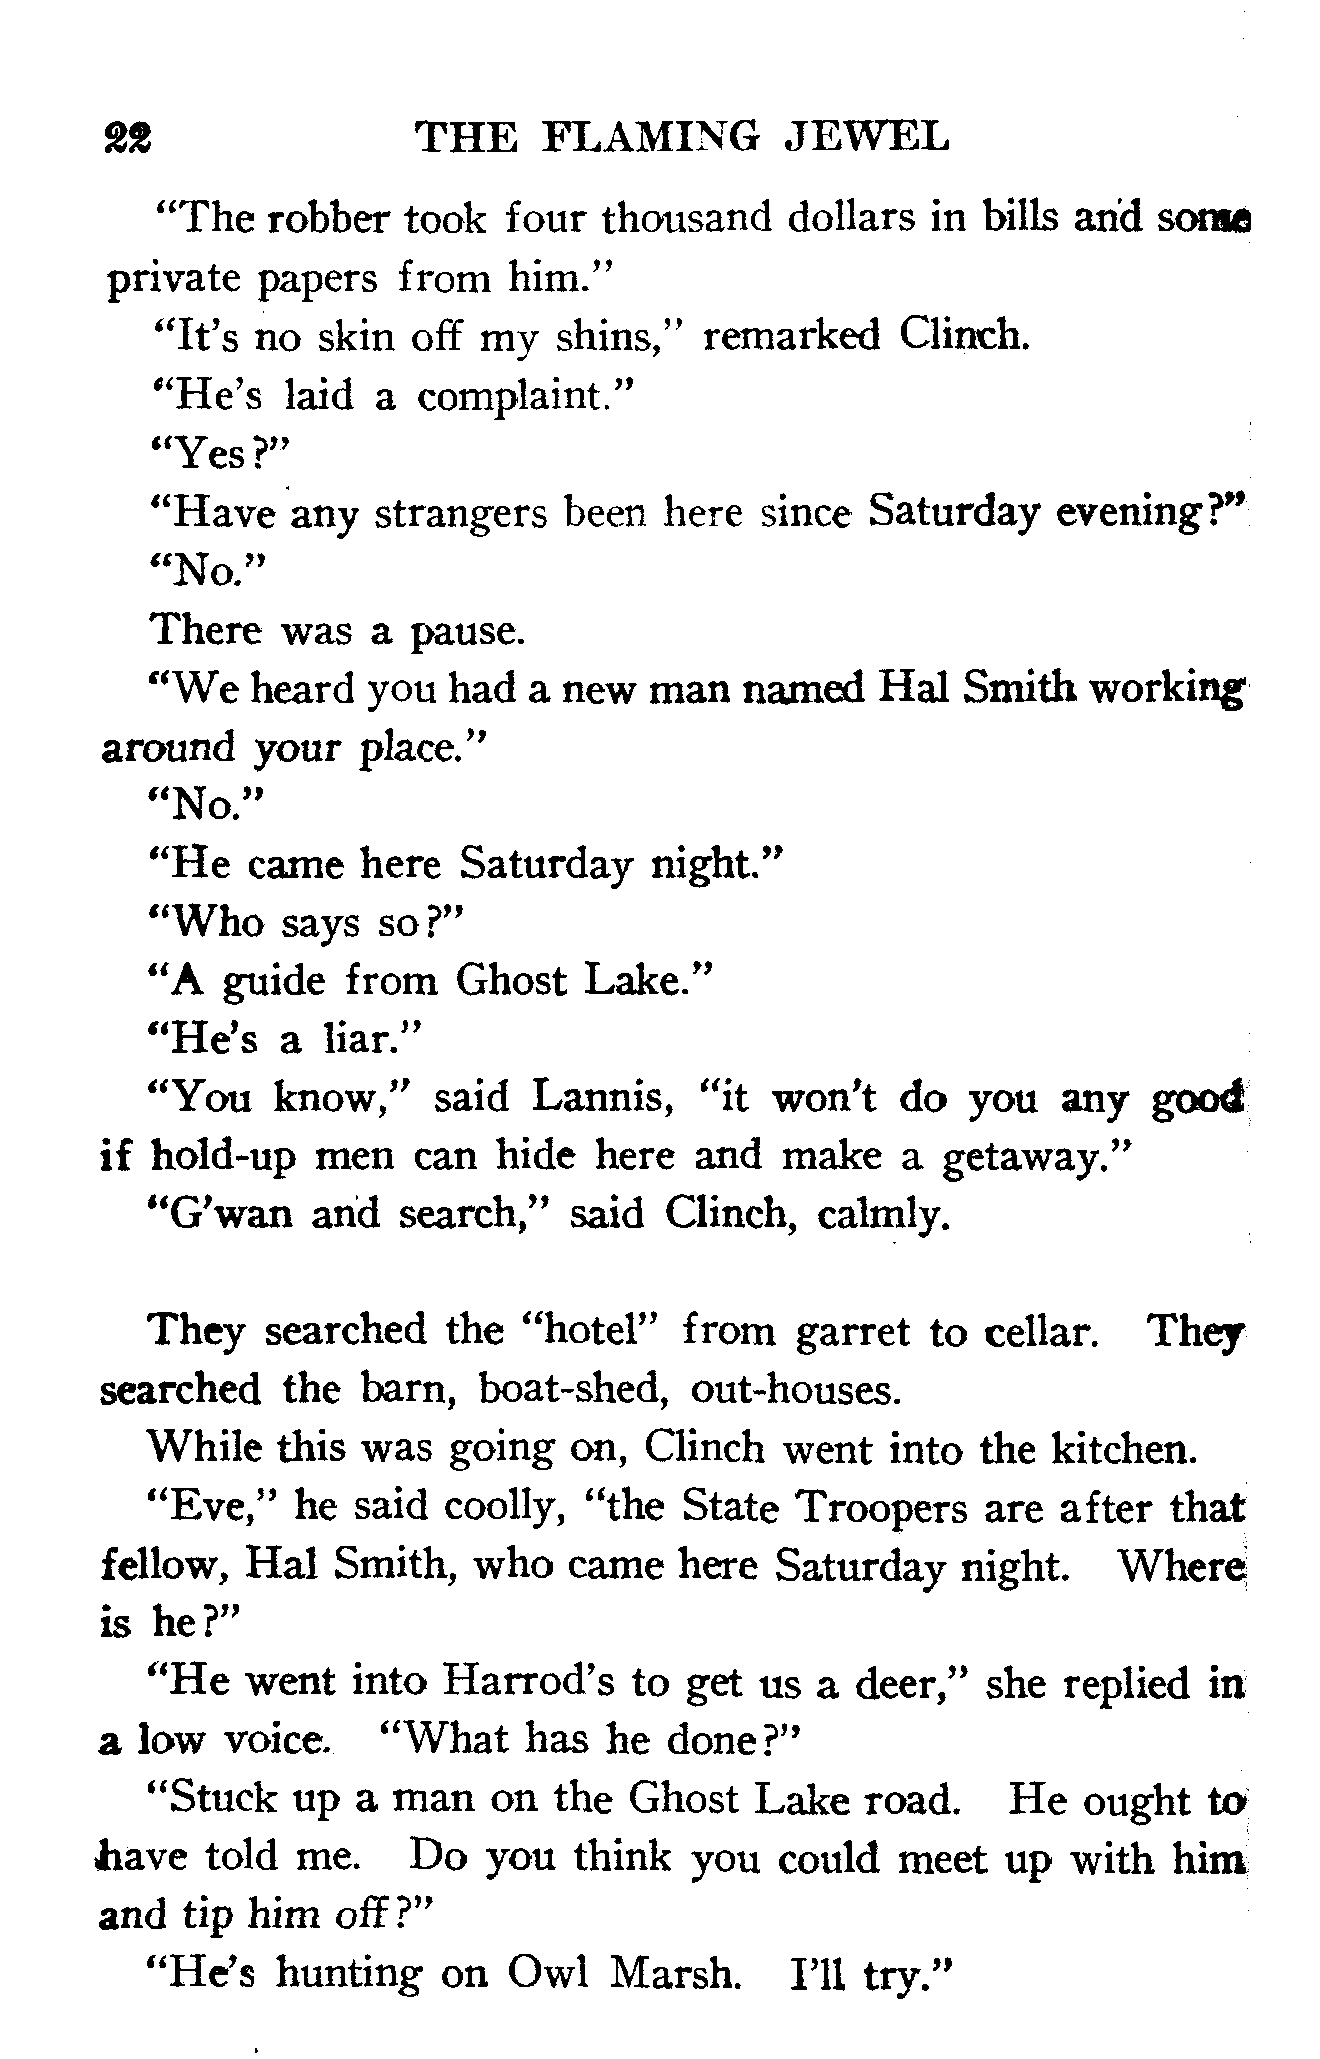 22 THE FLAMING JEWEL
“The robber took four thousand dollars in bills and some
private papers from him.”
“It’s no skin off my shins,” remarked Clinch.
“He’s laid a complaint.”
“Yes?”
“Have any strangers been here since Saturday evening?”
“No.”
There was a pause.
“We heard you had a new man named Hal Smith working
around your place.”
“No.”
“He came here Saturday night.”
“Who says so?”
“A guide from Ghost Lake.”
“He’s a liar.”
“You know,” said Lannis, “it won’t do you any good
if hold-up men can hide here and make a getaway.”
“G’wan and search,” said Clinch, calmly.
They searched the “hotel” from garret to cellar. They
searched the barn, boat-shed, out-houses.
While this was going on, Clinch went into the kitchen.
“Eve,” he said coolly, “the State Troopers are after that
fellow, Hal Smith, who came here Saturday night. Where
is he?”
“He went into Harrod’s to get us a deer,” she replied in
a low voice. “What has he done?”
“Stuck up a man on the Ghost Lake road. He ought to
have told me. Do you think you could meet up with him
and tip him off?”
“He’s hunting on Owl Marsh. I’ll try.”